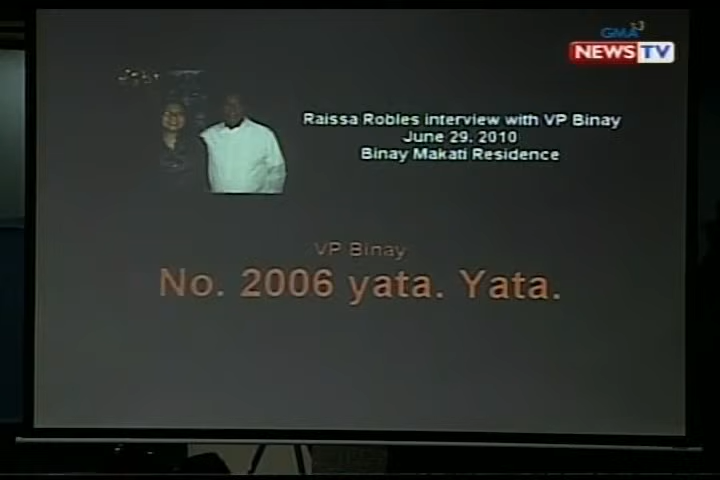 GMA
NEWS TV
Raissa Robles interview with VP Binay
June 29. 2010
Binay Makati Residence
VP Binay
No. 2006 yata. Yata.